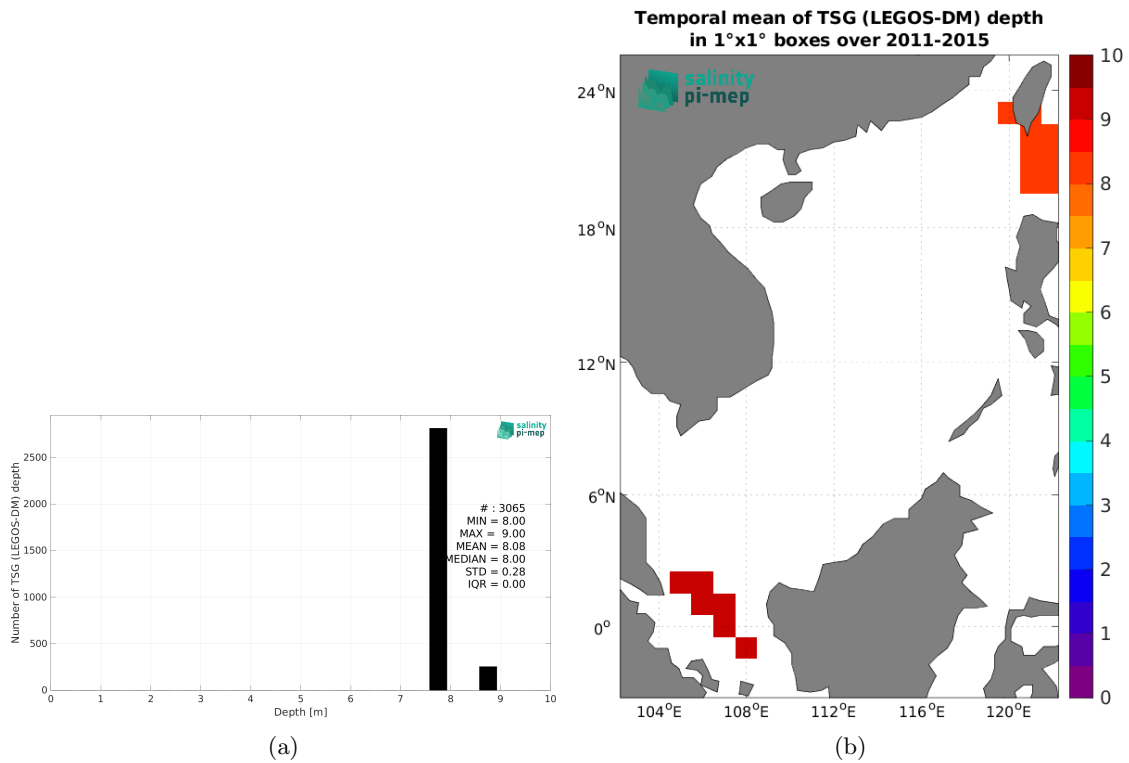 Temporal mean of TSG (LEGOS-DM) depth
in 1°x1° boxes over 2011-2015
salinity
pi-mep
24°N
18°N
12°N
6°N
0°
104°E
108°E
112°E
116°E
120°E
10
9
8
7
6
5
4
3
2
1
0
(b)
salinity
pi-mep
Number of TSG (LEGOS-DM) depth
2500
2000
1500
1000
500
0
# : 3065
MIN = 8.00
MAX = 9.00
MEAN = 8.08
MEDIAN = 8.00
STD = 0.28
IQR = 0.00
0 1 2 3 4 5 6 7 8 9 10
Depth [m]
(a)